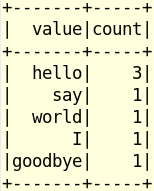 +-------+-----+
|  value|count|
+-------+-----+
|  hello|    3|
|    say|    1|
|  world|    1|
|      I|    1|
|goodbye|    1|
+-------+-----+